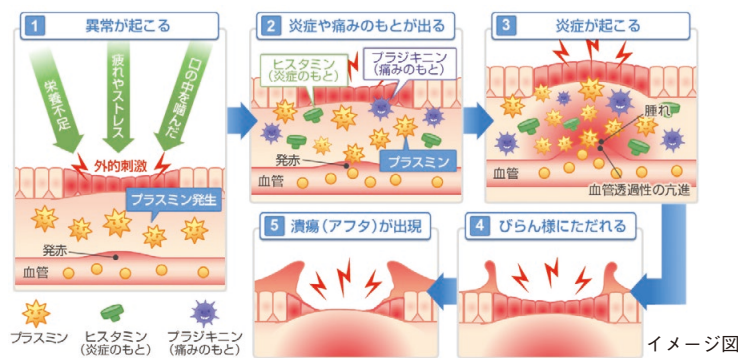 1 異常が起こる
栄養不足
疲れやストレス
口の中を噛んだ
外的刺激
プラスミン発生
発赤
血管
2 炎症や痛みのもとが出る
ヒスタミン
(炎症のもと)
ブラジキニン
(痛みのもと)
発赤
プラスミン
血管
3 炎症が起こる
腫れ
血管
血管透過性の亢進
4 びらん様にただれる
5 潰瘍(アフタ)が出現
プラスミン
ヒスタミン
(炎症のもと)
ブラジキニン
(痛みのもと)
イメージ図